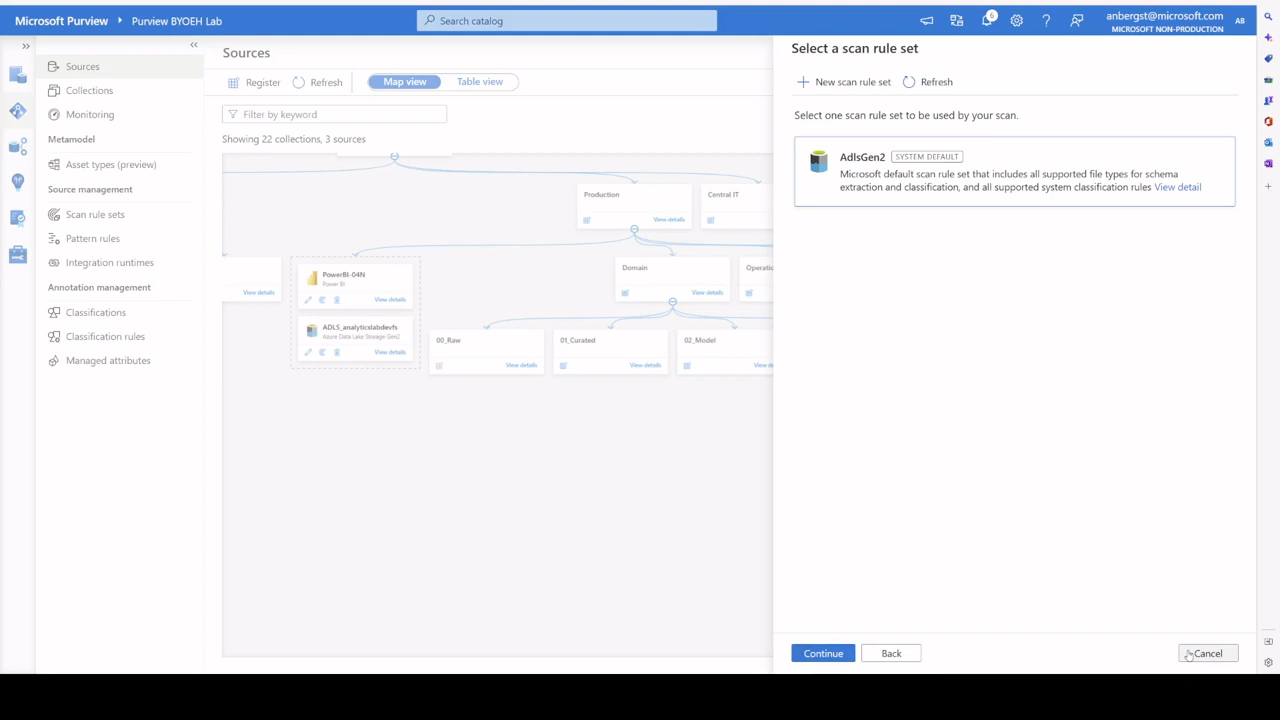 Microsoft Purview
Purview BYOEH Lab
Search catalog
6
anbergst@microsoft.com
MICROSOFT NON-PRODUCTION
AB
Sources
Collections
Monitoring
Metamodel
Asset types (preview)
Source management
Scan rule sets
Pattern rules
Integration runtimes
Annotation management
Classifications
Classification rules
Managed attributes
Sources
Register
Refresh
Map view
Table view
Filter by keyword
Showing 22 collections, 3 sources
Production
View details
Central IT
View details
PowerBI-04N
Power BI
View details
ADLS_analyticslabdevfs
Azure Data Lake Storage Gen2
View details
Domain
View details
Operatio
00_Raw
View details
01_Curated
View details
02_Model
View de
Select a scan rule set
New scan rule set
Refresh
Select one scan rule set to be used by your scan.
AdlsGen2 SYSTEM DEFAULT
Microsoft default scan rule set that includes all supported file types for schema
extraction and classification, and all supported system classification rules View detail
Continue
Back
Cancel